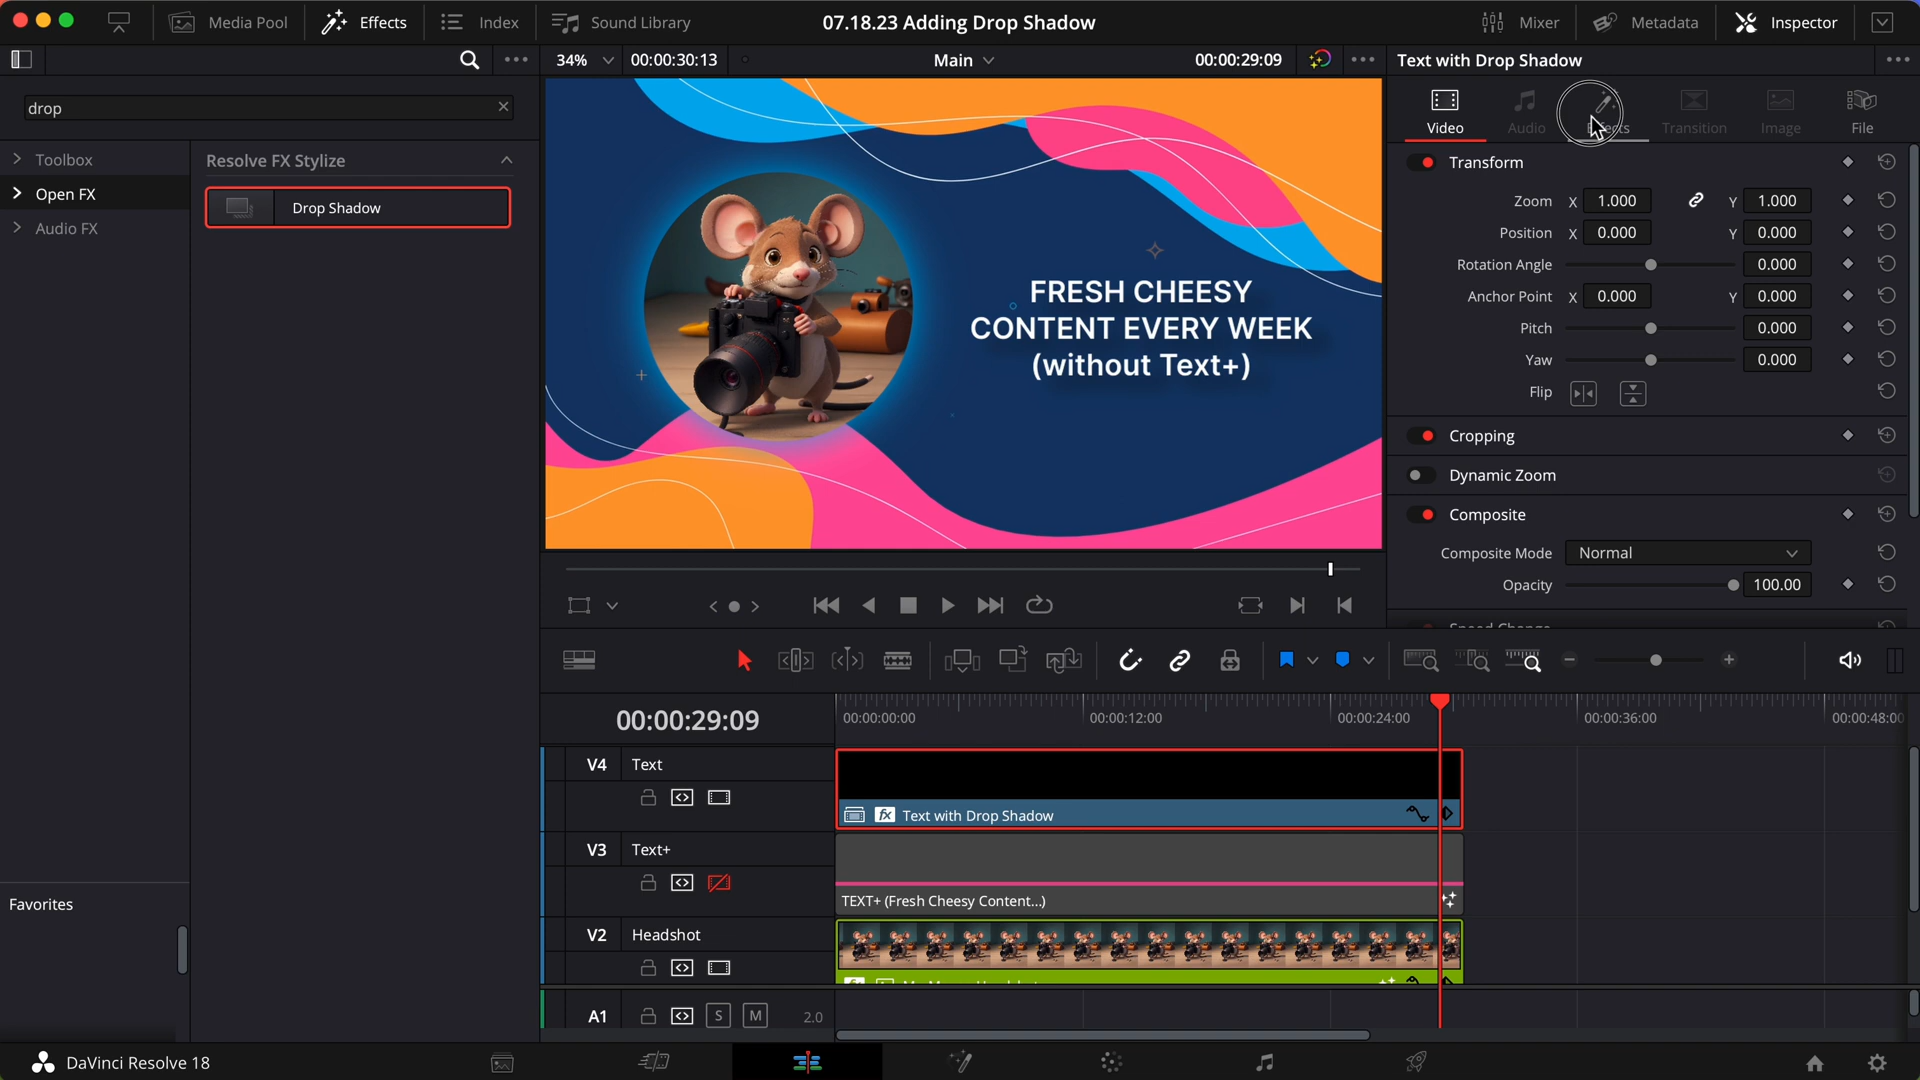 Media Pool
Effects
Index
Sound Library
07.18.23 Adding Drop Shadow
Mixer
Metadata
Inspector
34%
00:00:30:13
Main
00:00:29:09
Text with Drop Shadow
drop
Video
Audio
Effects
Transition
Image
File
Toolbox
Open FX
Audio FX
Resolve FX Stylize
Drop Shadow
FRESH CHEESY
CONTENT EVERY WEEK
(without Text+)
Transform
Zoom X 1.000 Y 1.000
Position X 0.000 Y 0.000
Rotation Angle 0.000
Anchor Point X 0.000 Y 0.000
Pitch 0.000
Yaw 0.000
Flip
Cropping
Dynamic Zoom
Composite
Composite Mode Normal
Opacity 100.00
Speed Change
00:00:29:09
00:00:00:00
00:00:12:00
00:00:24:00
00:00:36:00
00:00:48:00
V4 Text
fx Text with Drop Shadow
V3 Text+
TEXT+ (Fresh Cheesy Content...)
V2 Headshot
A1 S M 2.0
Favorites
DaVinci Resolve 18